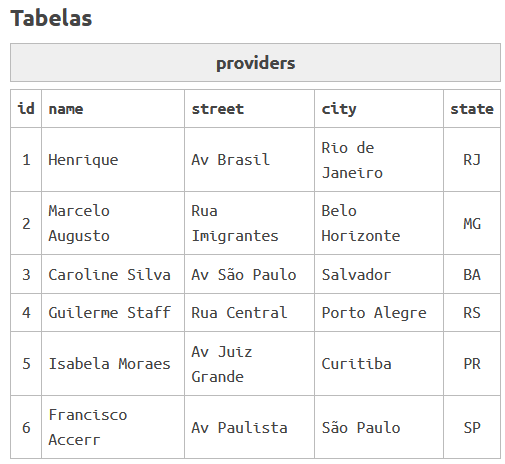 Tabelas
providers
id name street city state
1 Henrique Av Brasil Rio de Janeiro RJ
2 Marcelo Augusto Rua Imigrantes Belo Horizonte MG
3 Caroline Silva Av São Paulo Salvador BA
4 Guilerme Staff Rua Central Porto Alegre RS
5 Isabela Moraes Av Juiz Grande Curitiba PR
6 Francisco Accerr Av Paulista São Paulo SP